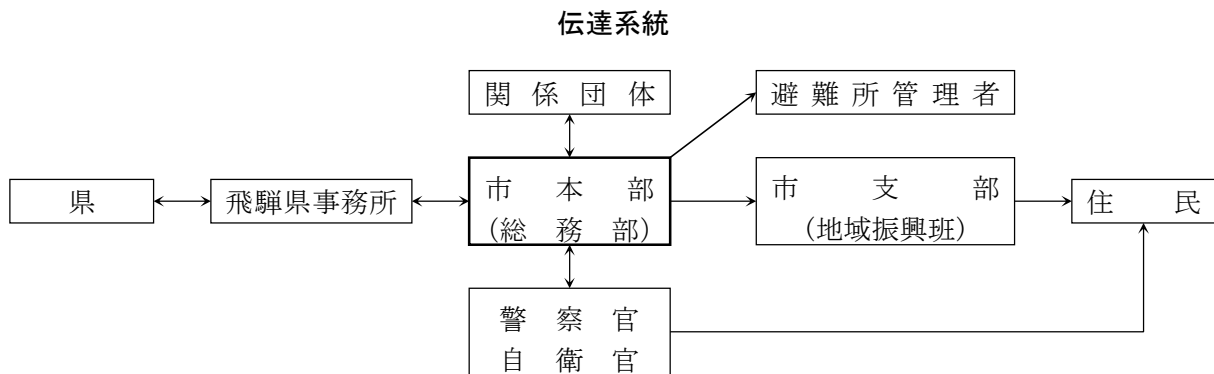 伝達系統
関係団体
避難所管理者
県
飛騨県事務所
市本部
(総務部)
市支部
(地域振興班)
住民
警察官
自衛官